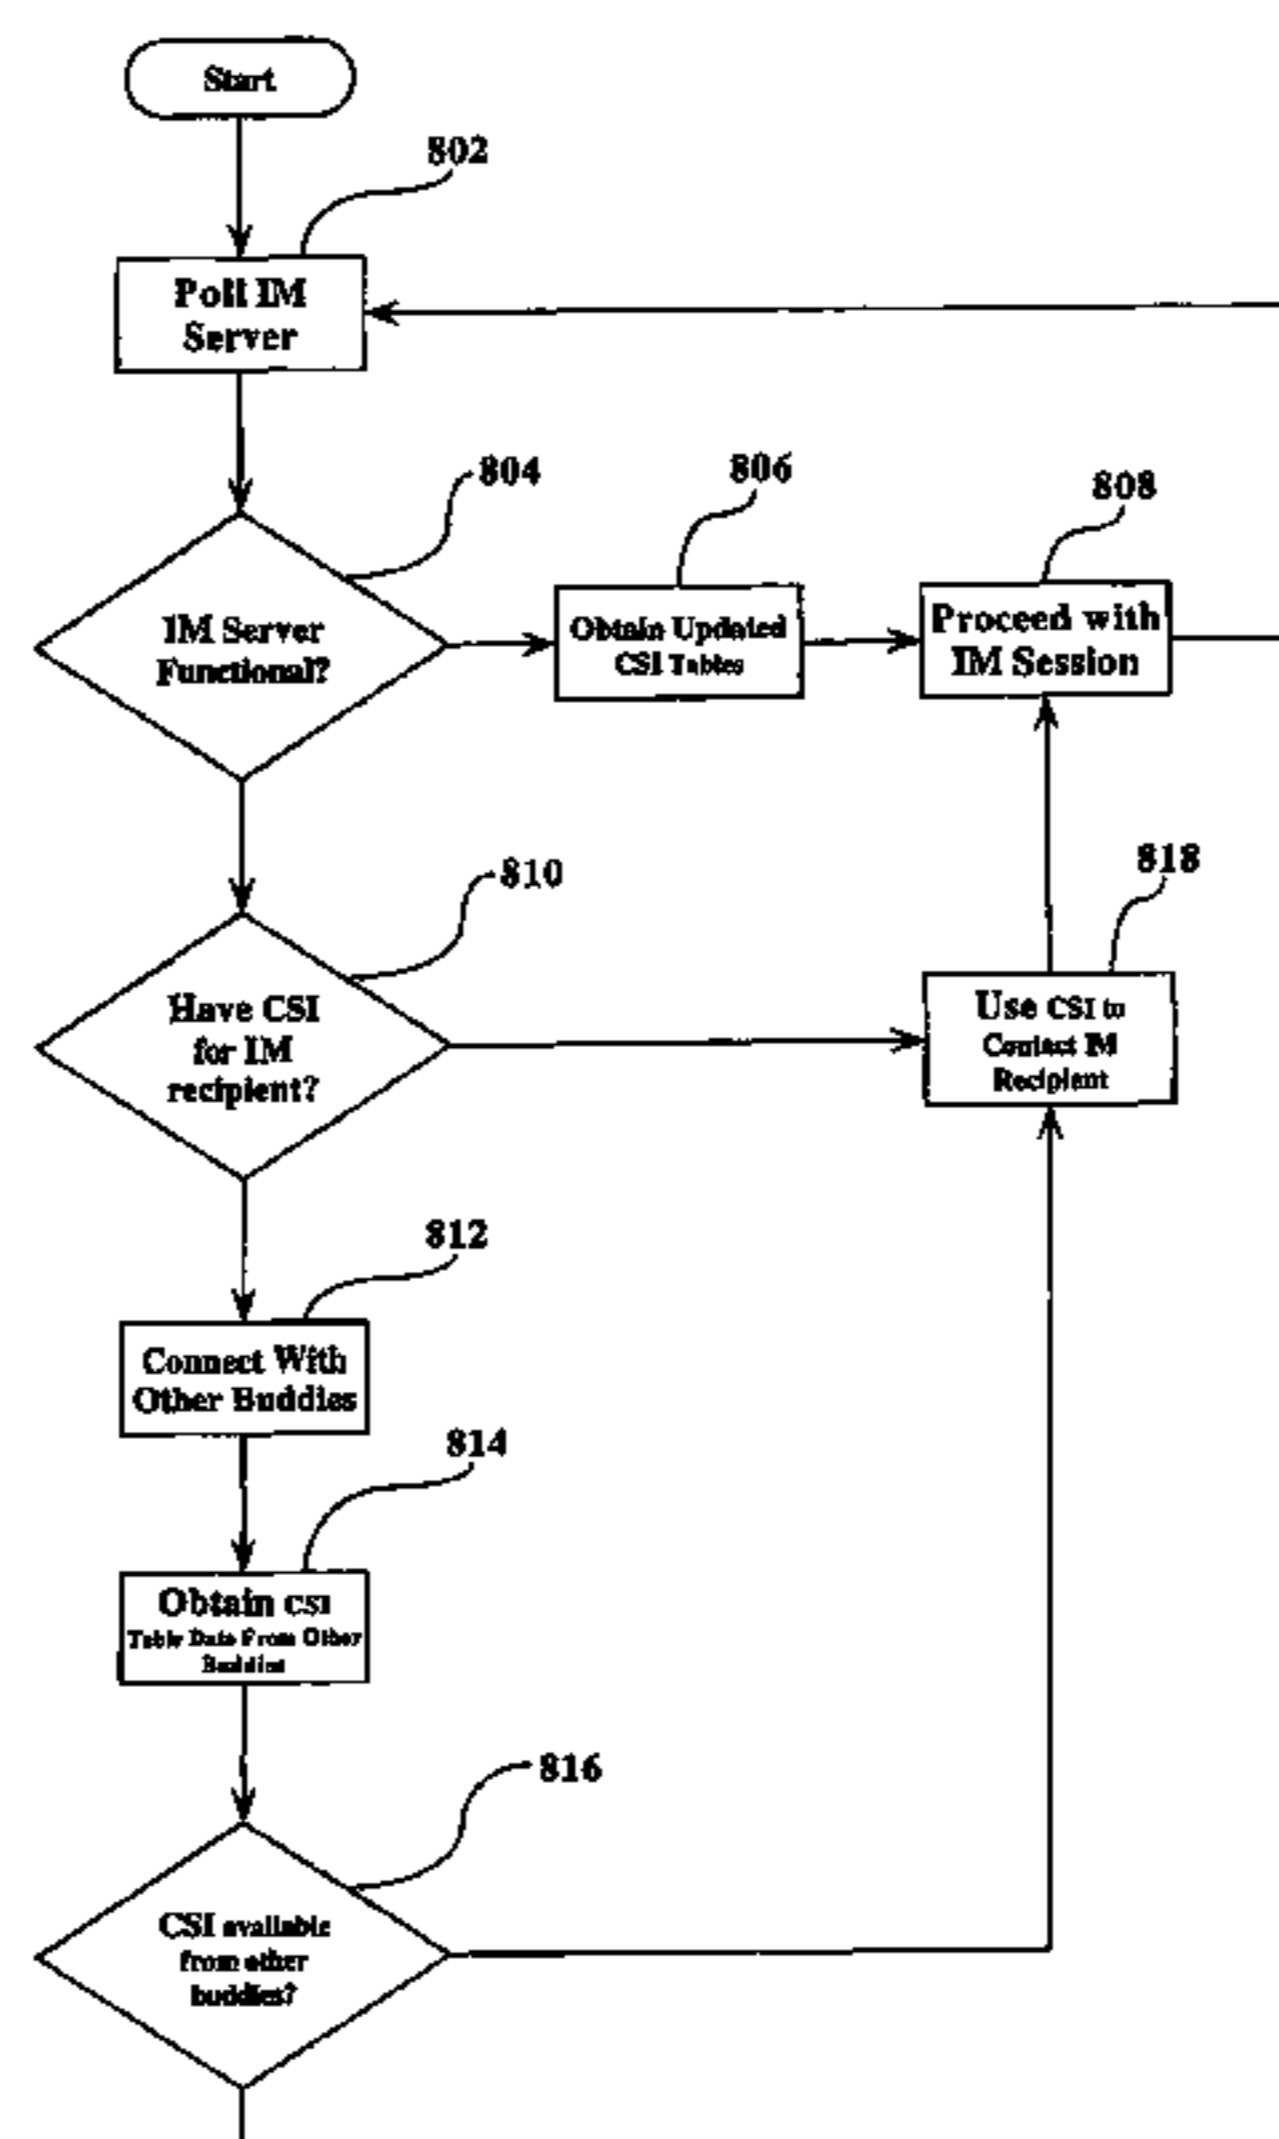 Start
802
Poll IM
Server
804
806
808
IM Server
Functional?
Obtain Updated
CSI Tables
Proceed with
IM Session
810
818
Have CSI
for IM
recipient?
Use CSI to
Contact IM
Recipient
812
Connect With
Other Buddies
814
Obtain CSI
Table Data From Other
Buddies
816
CSI available
from other
buddies?